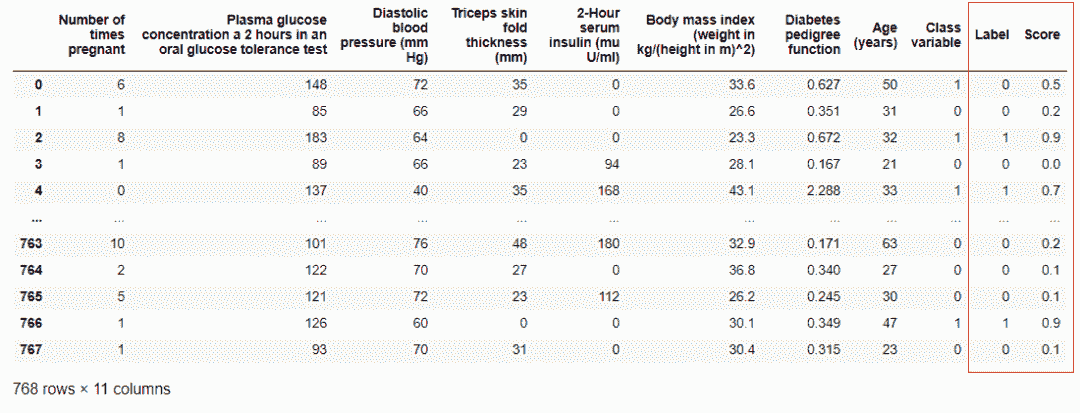 Number of times pregnant Plasma glucose concentration a 2 hours in an oral glucose tolerance test Diastolic blood pressure (mm Hg) Triceps skin fold thickness (mm) 2-Hour serum insulin (mu U/ml) Body mass index (weight in kg/(height in m)^2) Diabetes pedigree function Age (years) Class variable Label Score
0 6 148 72 35 0 33.6 0.627 50 1 0 0.5
1 1 85 66 29 0 26.6 0.351 31 0 0 0.2
2 8 183 64 0 0 23.3 0.672 32 1 1 0.9
3 1 89 66 23 94 28.1 0.167 21 0 0 0.0
4 0 137 40 35 168 43.1 2.288 33 1 1 0.7
... ... ... ... ... ... ... ... ... ... ... ...
763 10 101 76 48 180 32.9 0.171 63 0 0 0.2
764 2 122 70 27 0 36.8 0.340 27 0 0 0.1
765 5 121 72 23 112 26.2 0.245 30 0 0 0.1
766 1 126 60 0 0 30.1 0.349 47 1 1 0.9
767 1 93 70 31 0 30.4 0.315 23 0 0 0.1
768 rows × 11 columns